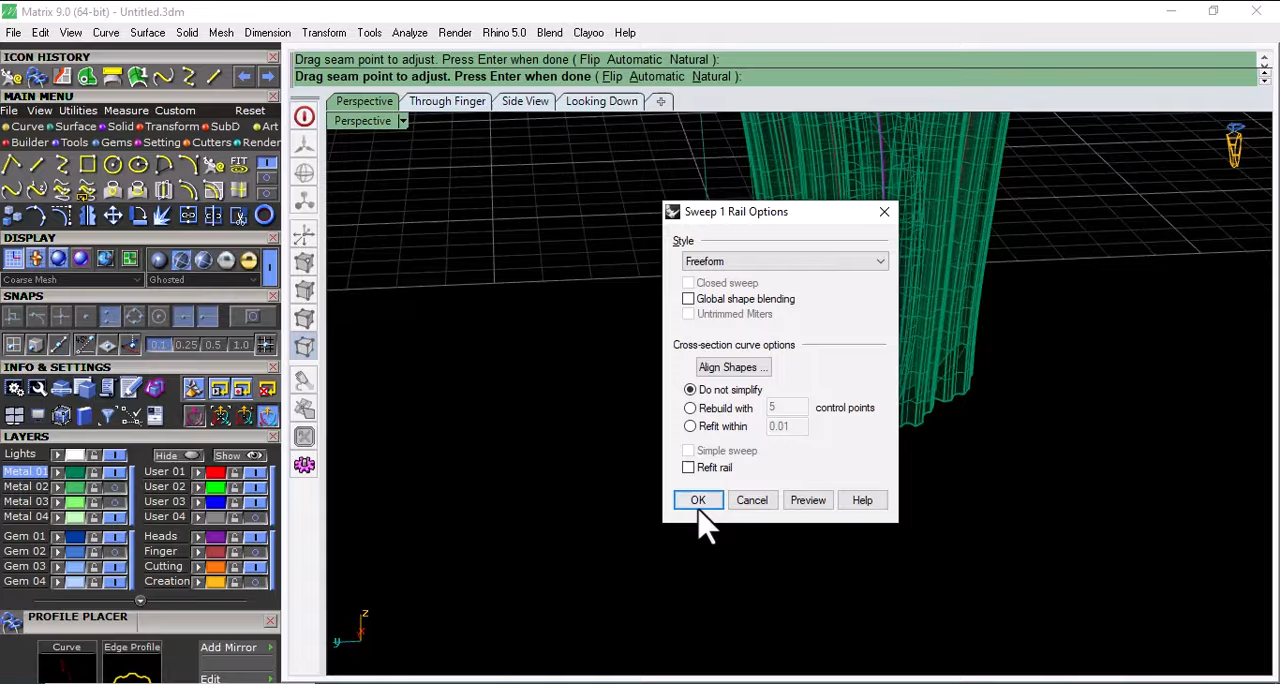 Matrix 9.0 (64-bit) - Untitled.3dm
File Edit View Curve Surface Solid Mesh Dimension Transform Tools Analyze Render Rhino 5.0 Blend Clayoo Help
ICON HISTORY
MAIN MENU
File View Utilities Measure Custom Reset
Curve Surface Solid Transform SubD Art
Builder Tools Gems Setting Cutters Render
FIT
DISPLAY
Coarse Mesh Ghosted
SNAPS
0.1 0.25 0.5 1.0
INFO & SETTINGS
LAYERS
Lights Hide Show
Metal 01 User 01
Metal 02 User 02
Metal 03 User 03
Metal 04 User 04
Gem 01 Heads
Gem 02 Finger
Gem 03 Cutting
Gem 04 Creation
PROFILE PLACER
Curve Edge Profile Add Mirror
Edit
Drag seam point to adjust. Press Enter when done ( Flip Automatic Natural ):
Drag seam point to adjust. Press Enter when done ( Flip Automatic Natural ):
Perspective Through Finger Side View Looking Down
Perspective
Sweep 1 Rail Options
Style
Freeform
Closed sweep
Global shape blending
Untrimmed Miters
Cross-section curve options
Align Shapes ...
Do not simplify
Rebuild with 5 control points
Refit within 0.01
Simple sweep
Refit rail
OK Cancel Preview Help
z
x
y